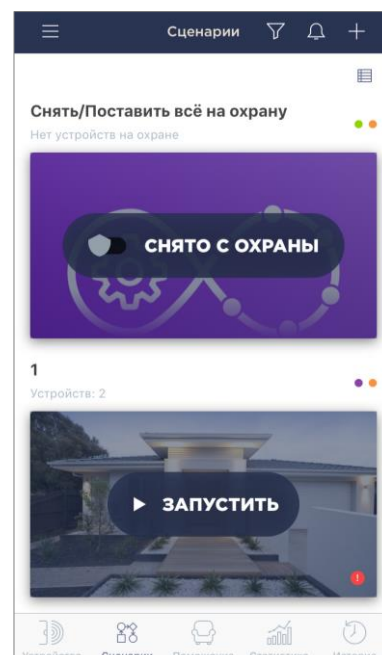 Сценарии
Снять/Поставить всё на охрану
Нет устройств на охране
СНЯТО С ОХРАНЫ
1
Устройств: 2
ЗАПУСТИТЬ
!
Сценарии